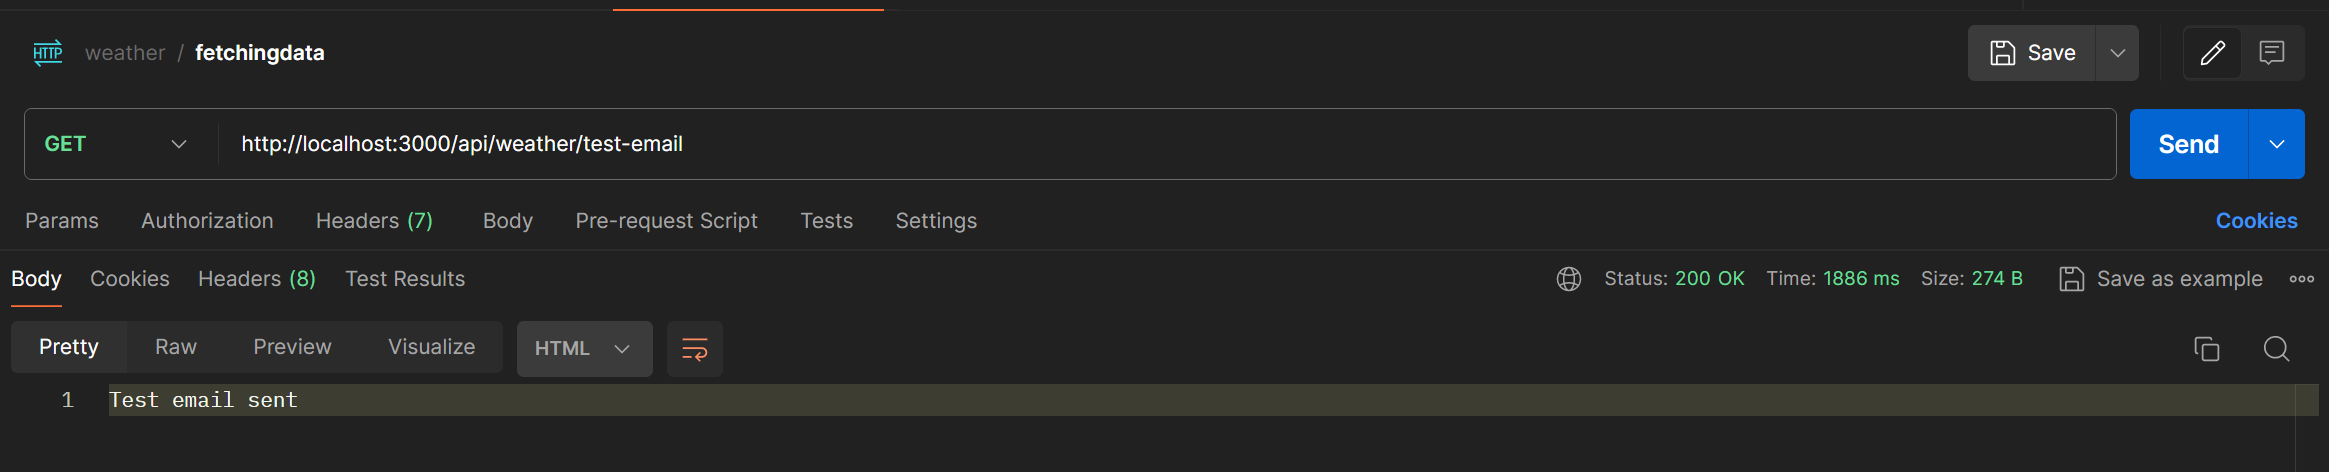 HTTP weather / fetchingdata Save
GET http://localhost:3000/api/weather/test-email Send
Params Authorization Headers (7) Body Pre-request Script Tests Settings Cookies
Body Cookies Headers (8) Test Results Status: 200 OK Time: 1886 ms Size: 274 B Save as example
Pretty Raw Preview Visualize HTML
1 Test email sent